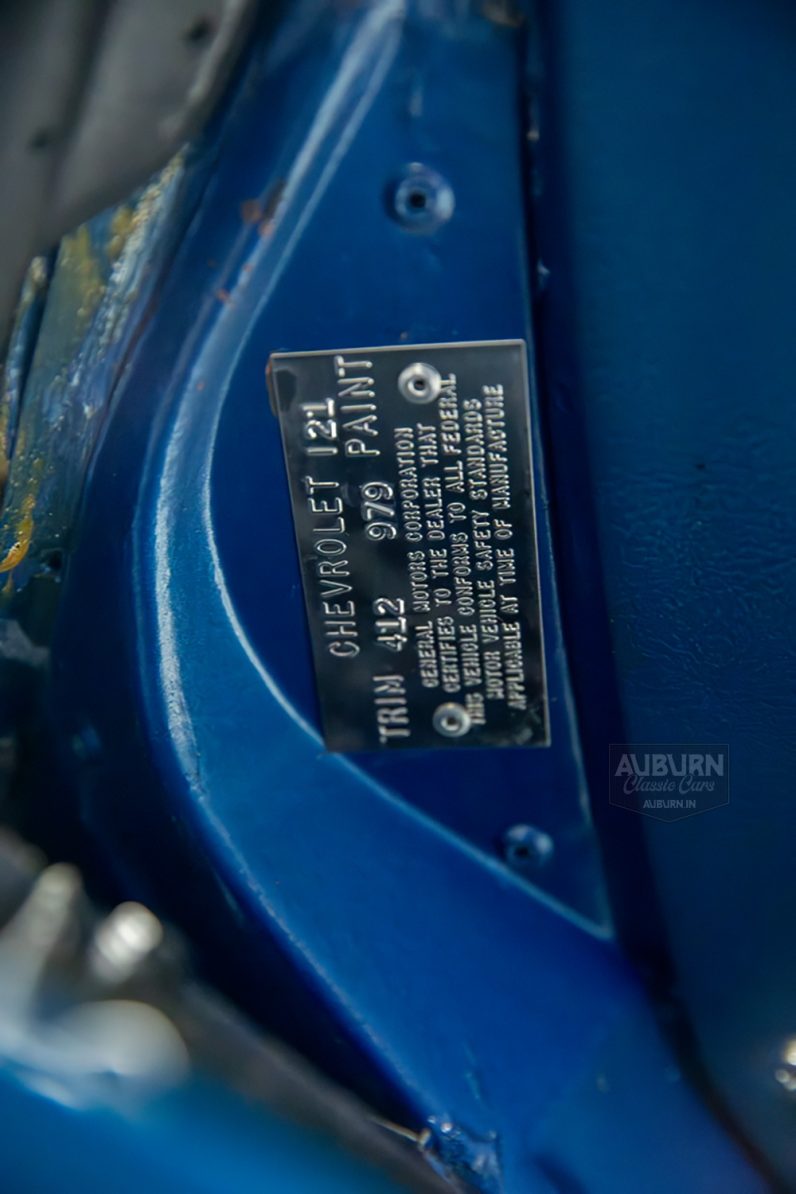 CHEVROLET 121
TRIM 412 979 PAINT
GENERAL MOTORS CORPORATION
CERTIFIES TO THE DEALER THAT
THIS VEHICLE CONFORMS TO ALL FEDERAL
MOTOR VEHICLE SAFETY STANDARDS
APPLICABLE AT TIME OF MANUFACTURE
AUBURN
Classic Cars
AUBURN.IN